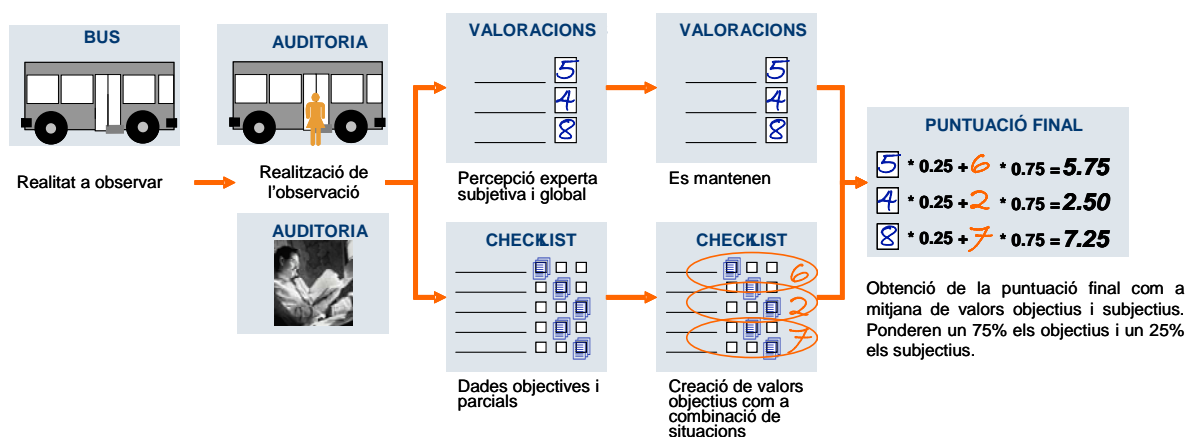 BUS
Realitat a observar
AUDITORIA
Realització de
l'observació
AUDITORIA
VALORACIONS
5
4
8
Percepció experta
subjetiva i global
CHECKLIST
Dades objectives i
parcials
VALORACIONS
5
4
8
Es mantenen
CHECKLIST
6
2
7
Creació de valors
objectius com a
combinació de
situacions
PUNTUACIÓ FINAL
5 * 0.25 + 6 * 0.75 = 5.75
4 * 0.25 + 2 * 0.75 = 2.50
8 * 0.25 + 7 * 0.75 = 7.25
Obtenció de la puntuació final com a
mitjana de valors objectius i subjectius.
Ponderen un 75% els objectius i un 25%
els subjectius.